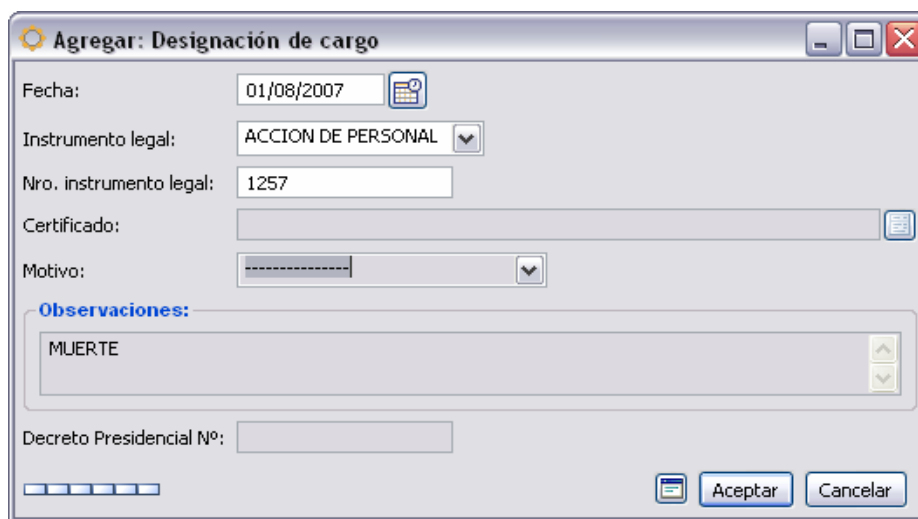 Agregar: Designación de cargo
Fecha: 01/08/2007
Instrumento legal: ACCION DE PERSONAL
Nro. instrumento legal: 1257
Certificado:
Motivo: ---------------
Observaciones:
MUERTE
Decreto Presidencial Nº:
Aceptar Cancelar